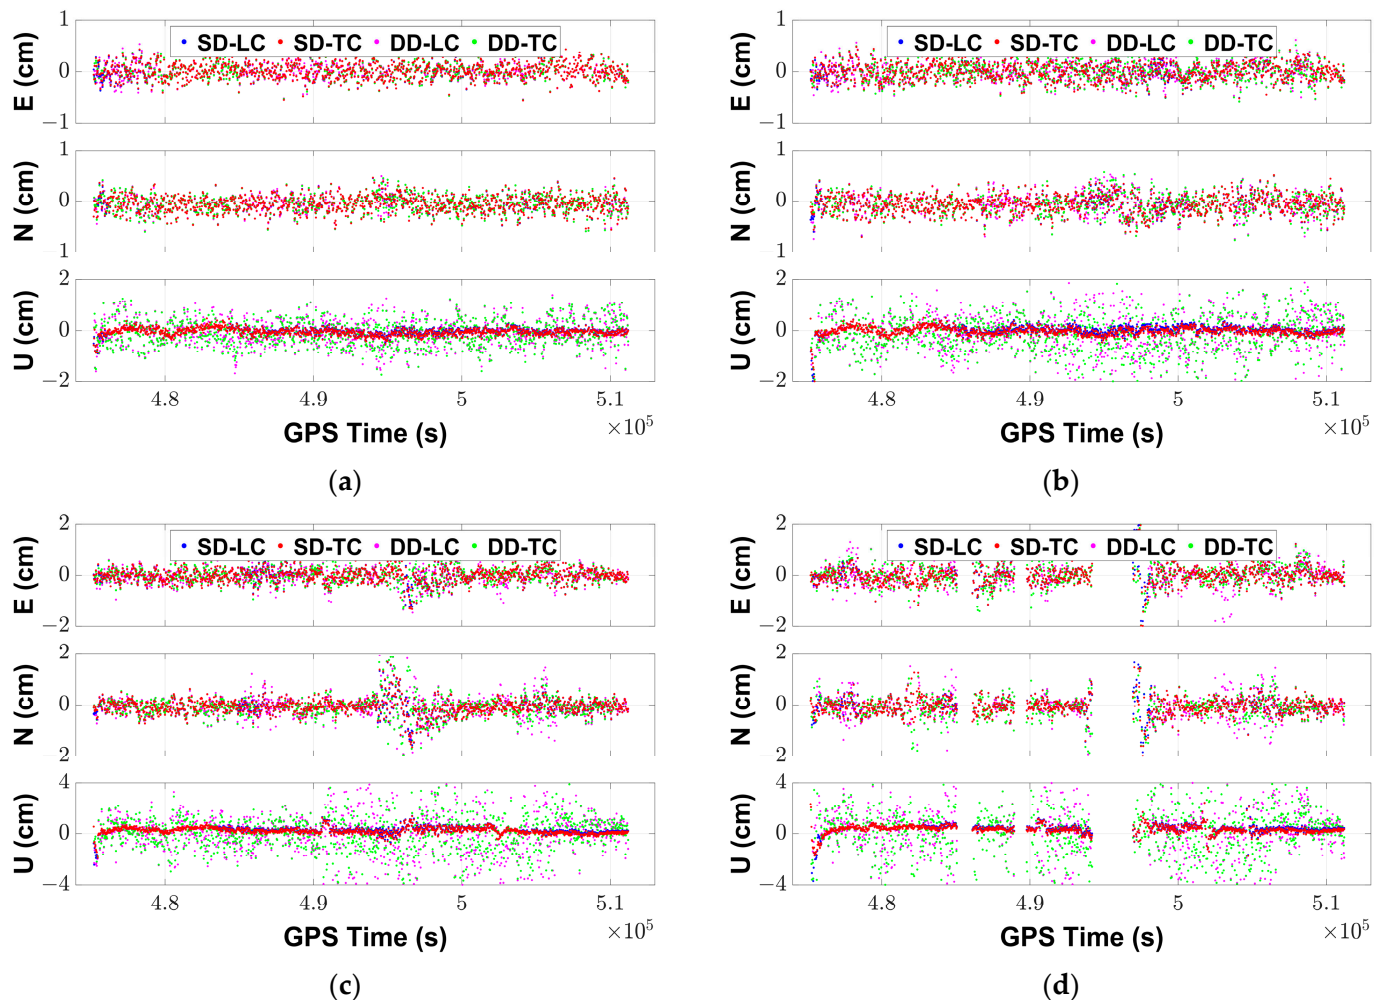 SD-LC SD-TC DD-LC DD-TC
E (cm)
1
0
−1
N (cm)
1
0
1
U (cm)
2
0
−2
4.8 4.9 5 5.1
×10⁵
GPS Time (s)
(a)
SD-LC SD-TC DD-LC DD-TC
E (cm)
1
0
−1
N (cm)
1
0
1
U (cm)
2
0
−2
4.8 4.9 5 5.1
×10⁵
GPS Time (s)
(b)
SD-LC SD-TC DD-LC DD-TC
E (cm)
2
0
−2
N (cm)
2
0
2
U (cm)
4
0
−4
4.8 4.9 5 5.1
×10⁵
GPS Time (s)
(c)
SD-LC SD-TC DD-LC DD-TC
E (cm)
2
0
−2
N (cm)
2
0
2
U (cm)
4
0
−4
4.8 4.9 5 5.1
×10⁵
GPS Time (s)
(d)